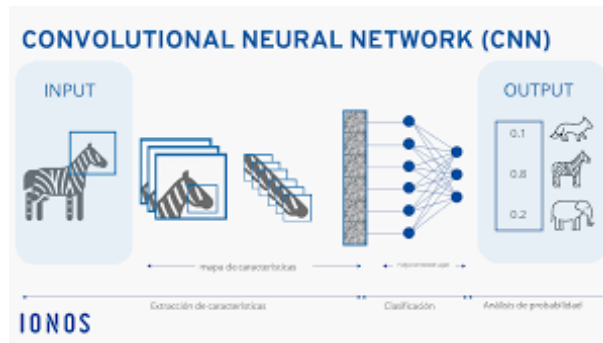 CONVOLUTIONAL NEURAL NETWORK (CNN)
INPUT
OUTPUT
0.1
0.8
0.2
mapa de características
Extracción de características
Clasificación
Análisis de probabilidad
IONOS